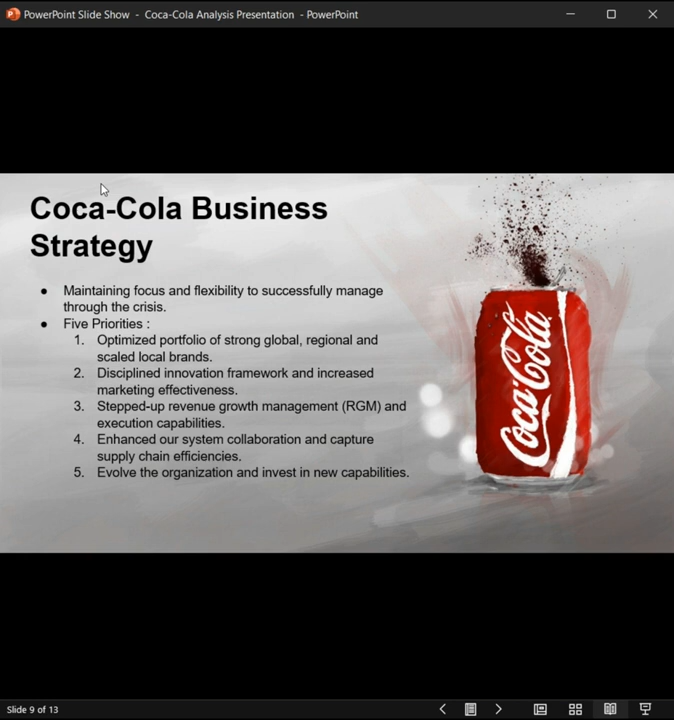 PowerPoint Slide Show - Coca-Cola Analysis Presentation - PowerPoint
Coca-Cola Business
Strategy
● Maintaining focus and flexibility to successfully manage
through the crisis.
● Five Priorities :
1. Optimized portfolio of strong global, regional and
scaled local brands.
2. Disciplined innovation framework and increased
marketing effectiveness.
3. Stepped-up revenue growth management (RGM) and
execution capabilities.
4. Enhanced our system collaboration and capture
supply chain efficiencies.
5. Evolve the organization and invest in new capabilities.
Coca-Cola
Slide 9 of 13